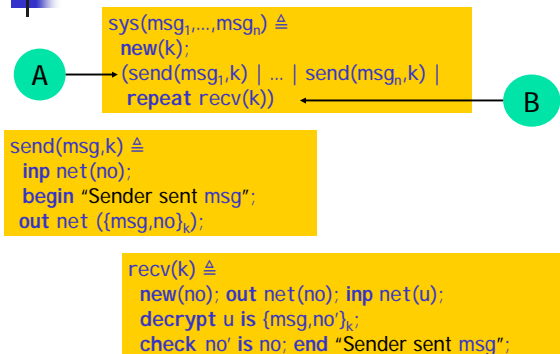 sys(msg₁,...,msgₙ) ≜
new(k);
A
(send(msg₁,k) | ... | send(msgₙ,k) |
repeat recv(k))
B
send(msg,k) ≜
inp net(no);
begin "Sender sent msg";
out net ({msg,no}ₖ);
recv(k) ≜
new(no); out net(no); inp net(u);
decrypt u is {msg,no'}ₖ;
check no' is no; end "Sender sent msg";